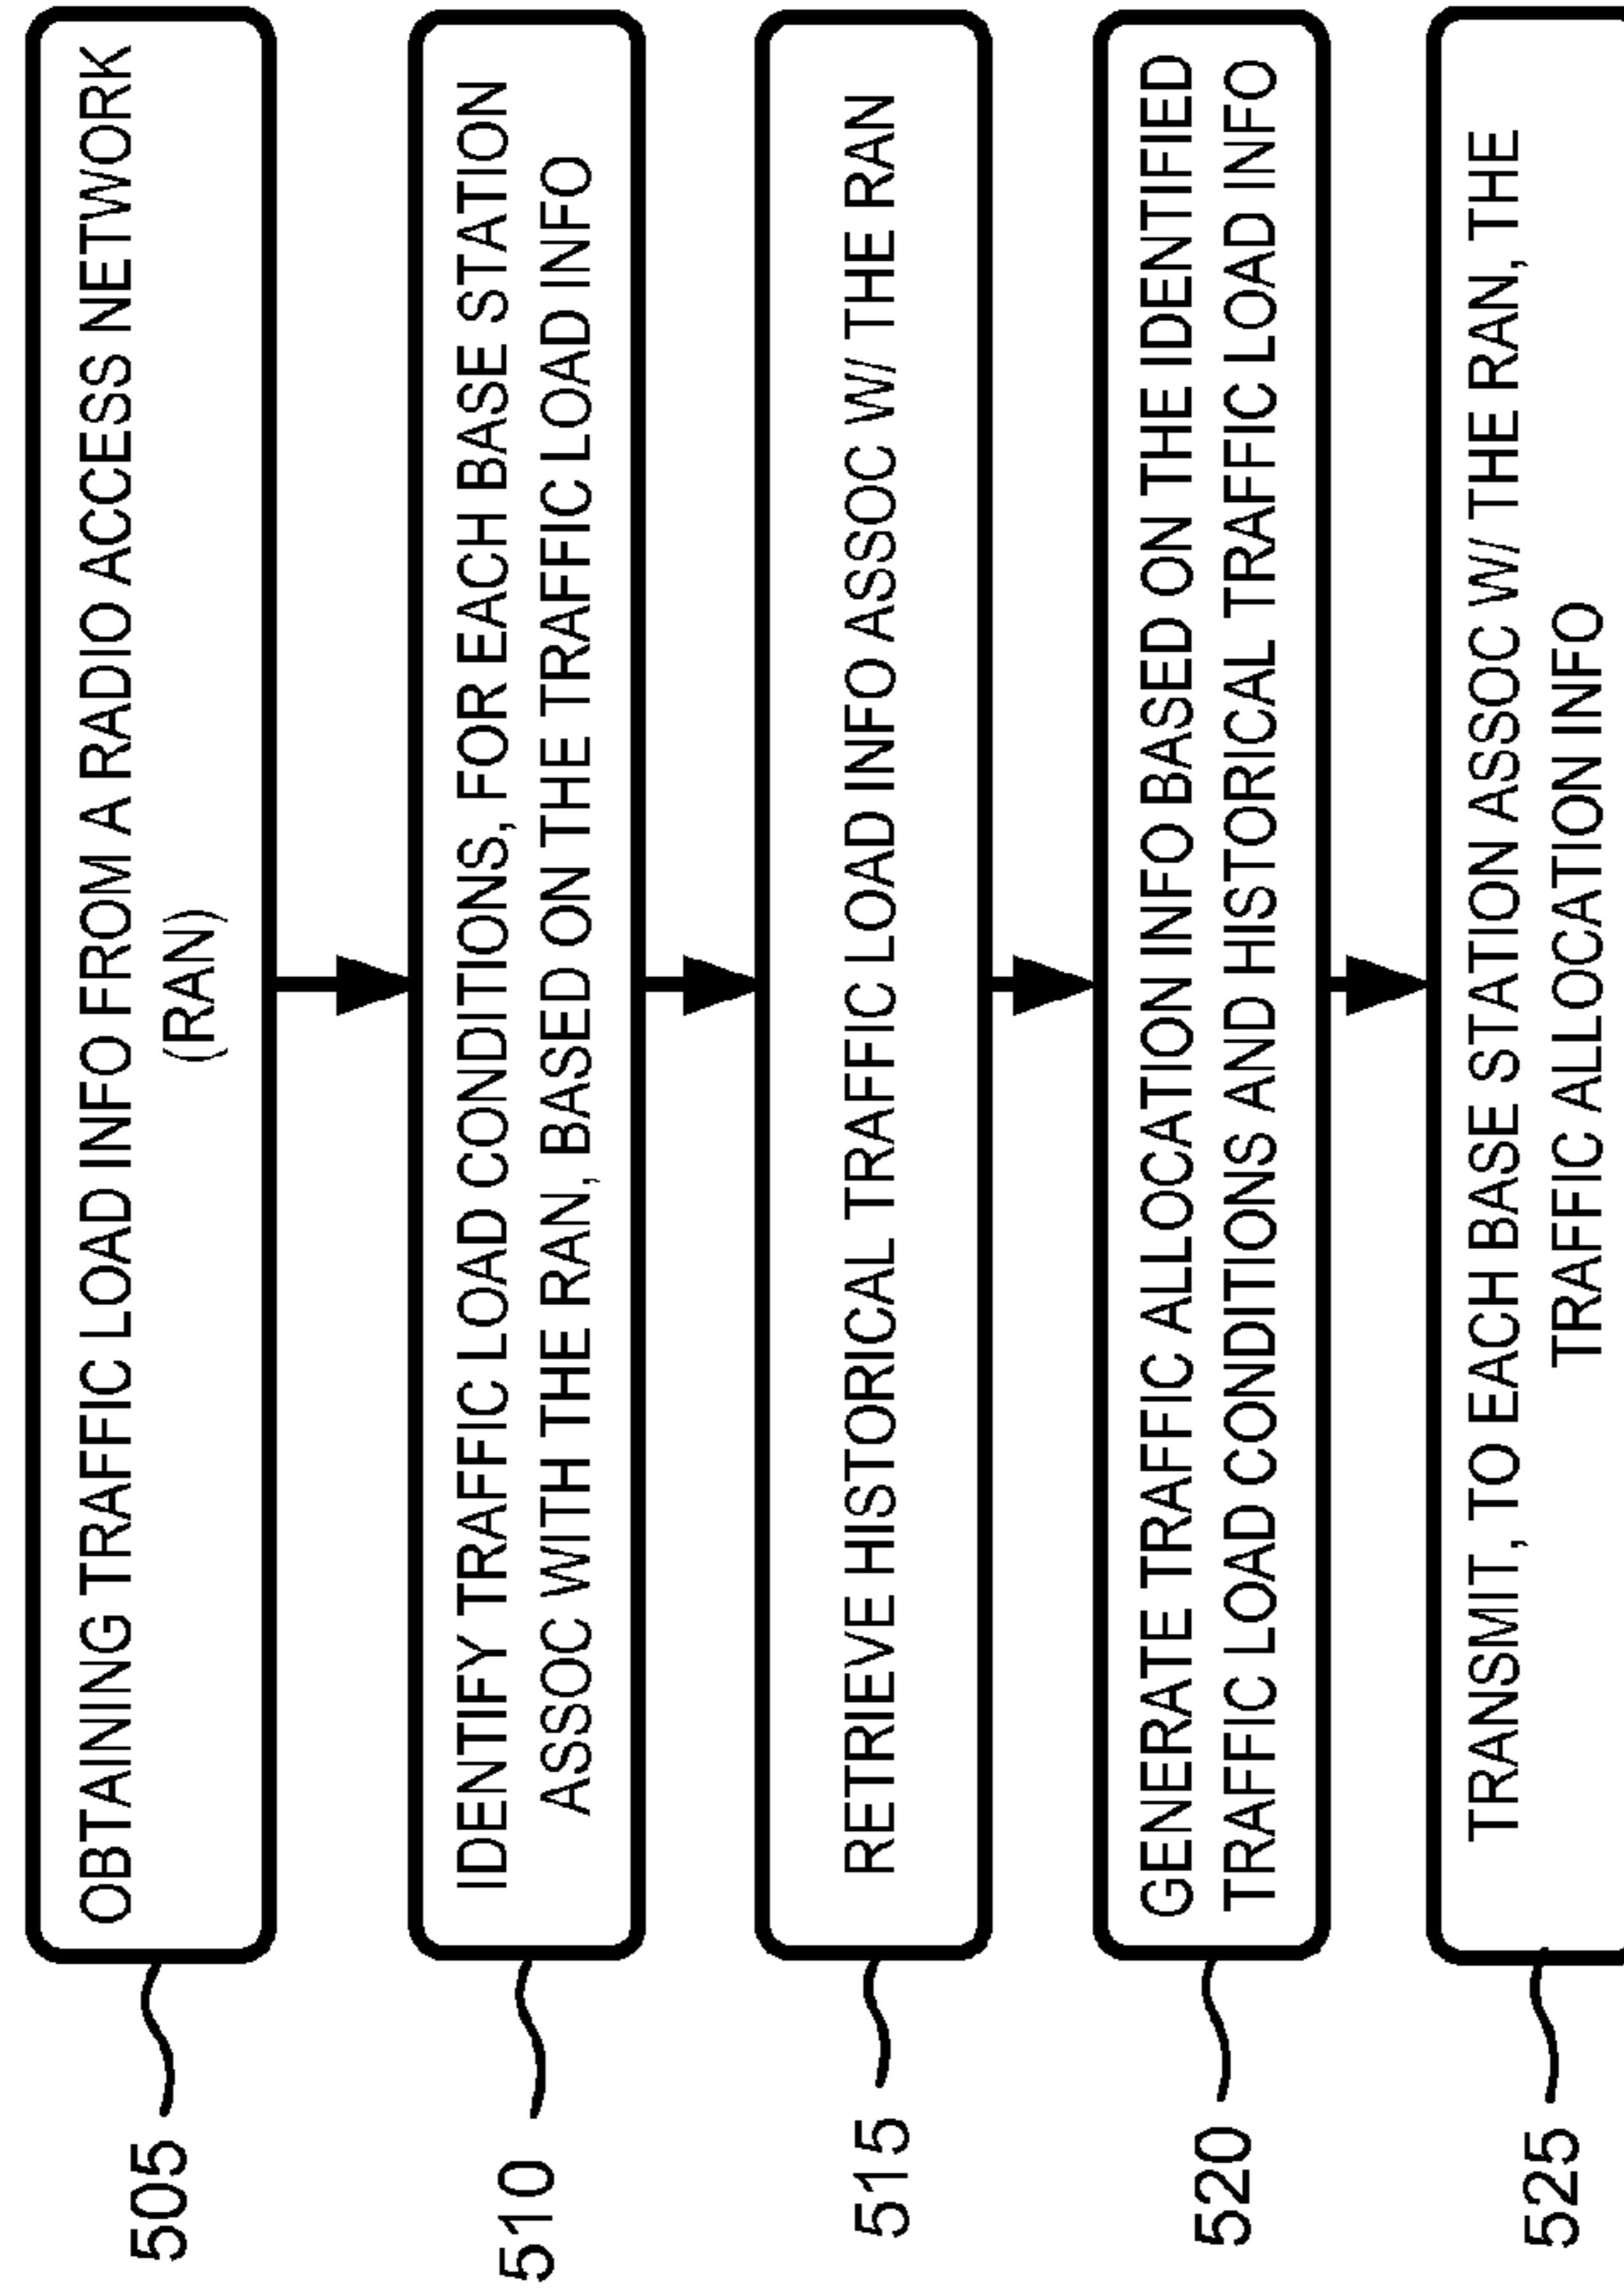 505
OBTAINING TRAFFIC LOAD INFO FROM A RADIO ACCESS NETWORK
(RAN)
510
IDENTIFY TRAFFIC LOAD CONDITIONS, FOR EACH BASE STATION
ASSOC WITH THE RAN, BASED ON THE TRAFFIC LOAD INFO
515
RETRIEVE HISTORICAL TRAFFIC LOAD INFO ASSOC W/ THE RAN
520
GENERATE TRAFFIC ALLOCATION INFO BASED ON THE IDENTIFIED
TRAFFIC LOAD CONDITIONS AND HISTORICAL TRAFFIC LOAD INFO
525
TRANSMIT, TO EACH BASE STATION ASSOC W/ THE RAN, THE
TRAFFIC ALLOCATION INFO